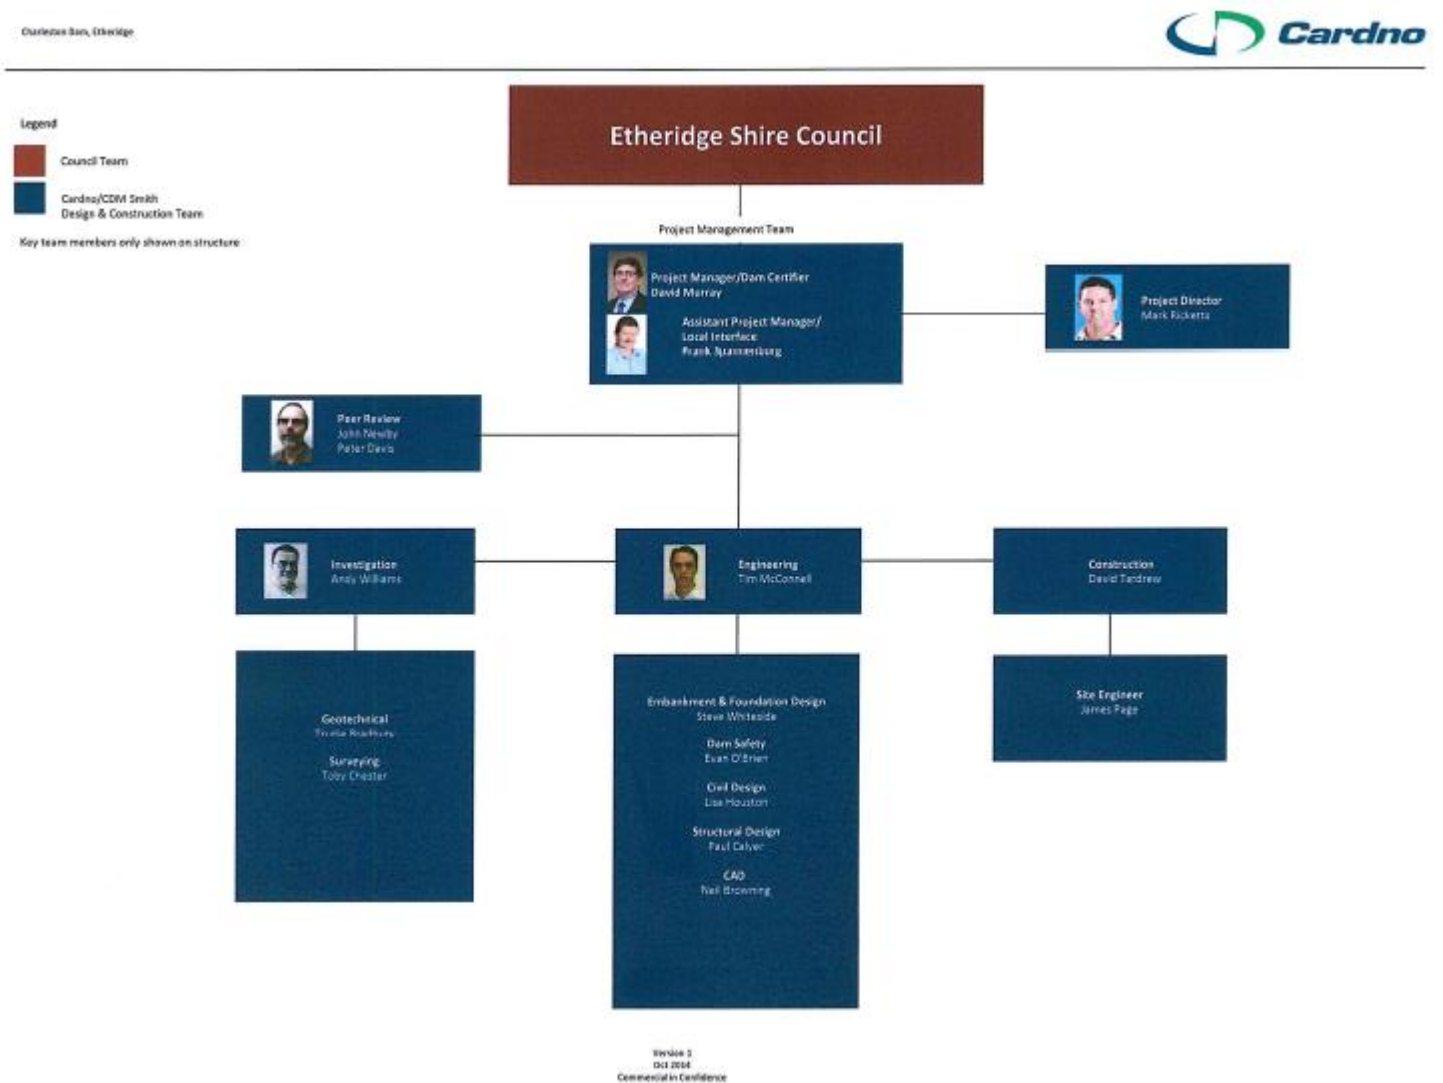 Charleston Dam, Etheridge
Cardno
Etheridge Shire Council
Legend
Council Team
Cardno/CDM Smith
Design & Construction Team
Key team members only shown on structure
Project Management Team
Project Manager/Dam Certifier
David Murray
Assistant Project Manager/
Local Interface
Frank
Project Director
Mark Ricketts
Peer Review
John Newby
Peter Davis
Investigation
Andy Williams
Engineering
Tim McConnell
Construction
David Tardrew
Geotechnical
Bradbury
Surveying
Toby Chester
Embankment & Foundation Design
Steve Whiteside
Dam Safety
Evan O'Brien
Civil Design
Lisa Houston
Structural Design
Paul Calver
CAD
Neil Browning
Site Engineer
James Page
Version 1
Oct 2014
Commercial in Confidence